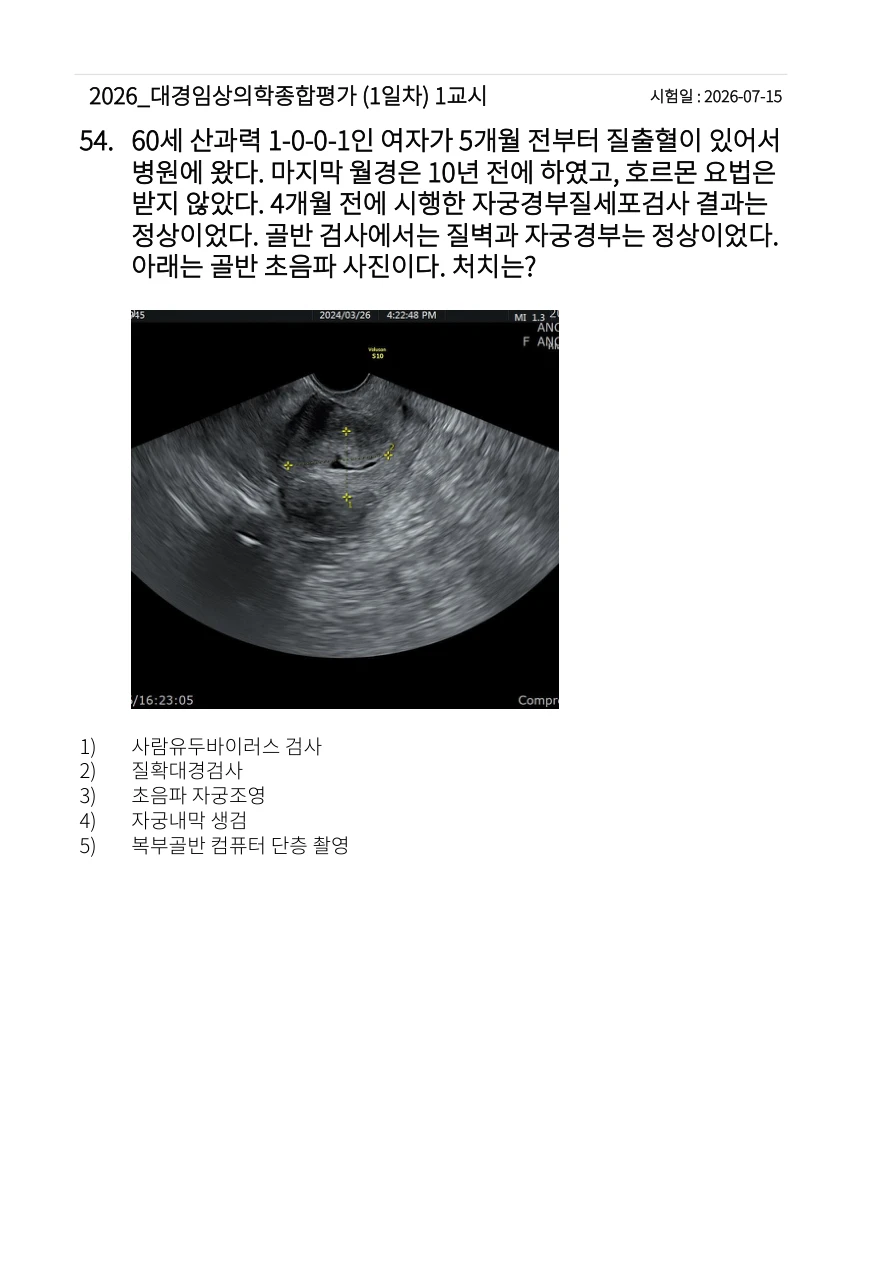 2026_대경임상의학종합평가 (1일차) 1교시
시험일 : 2026-07-15
54. 60세 산과력 1-0-0-1인 여자가 5개월 전부터 질출혈이 있어서
병원에 왔다. 마지막 월경은 10년 전에 하였고, 호르몬 요법은
받지 않았다. 4개월 전에 시행한 자궁경부질세포검사 결과는
정상이었다. 골반 검사에서는 질벽과 자궁경부는 정상이었다.
아래는 골반 초음파 사진이다. 처치는?
2024/03/26 4:22:48 PM
MI 1.3
Voluson
S10
F
/16:23:05
1) 사람유두바이러스 검사
2) 질확대경검사
3) 초음파 자궁조영
4) 자궁내막 생검
5) 복부골반 컴퓨터 단층 촬영